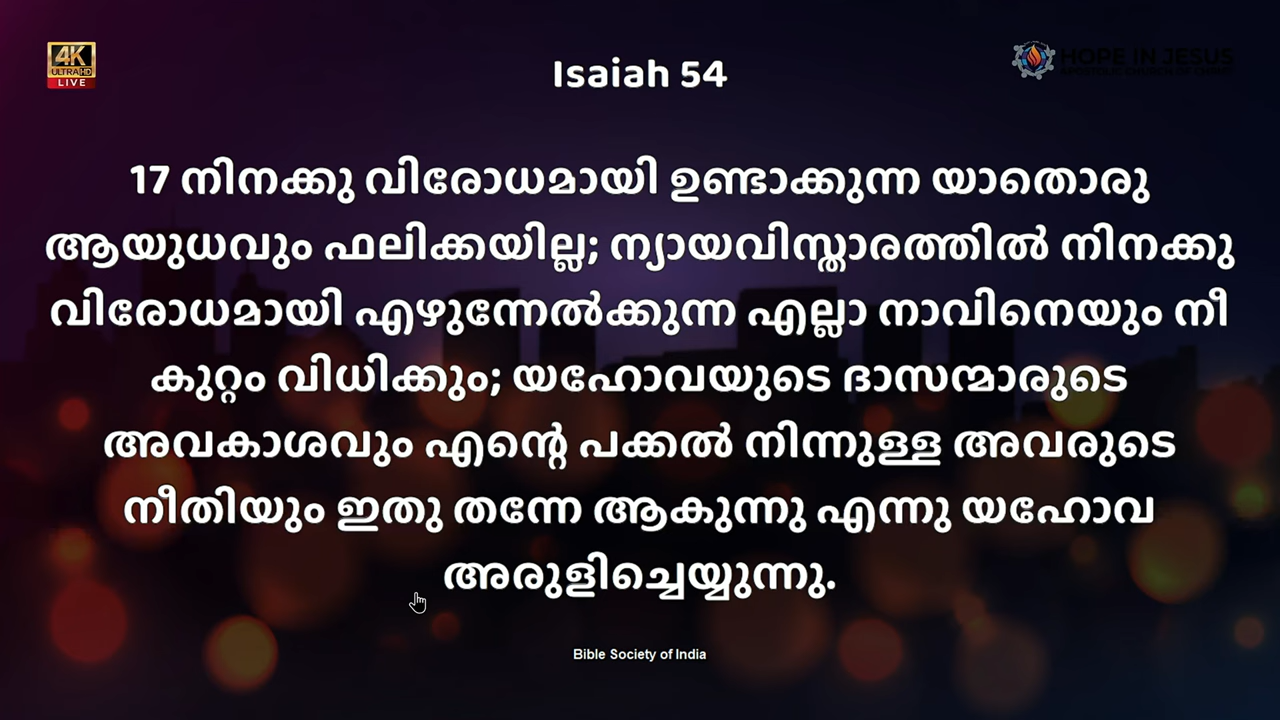 4K
ULTRA HD
LIVE
HOPE IN JESUS
Isaiah 54
17 നിനക്കു വിരോധമായി ഉണ്ടാക്കുന്ന യാതൊരു
ആയുധവും ഫലിക്കയില്ല; ന്യായവിസ്താരത്തിൽ നിനക്കു
വിരോധമായി എഴുന്നേൽക്കുന്ന എല്ലാ നാവിനെയും നീ
കുറ്റം വിധിക്കും; യഹോവയുടെ ദാസന്മാരുടെ
അവകാശവും എന്റെ പക്കൽ നിന്നുള്ള അവരുടെ
നീതിയും ഇതു തന്നേ ആകുന്നു എന്നു യഹോവ
അരുളിച്ചെയ്യുന്നു.
Bible Society of India